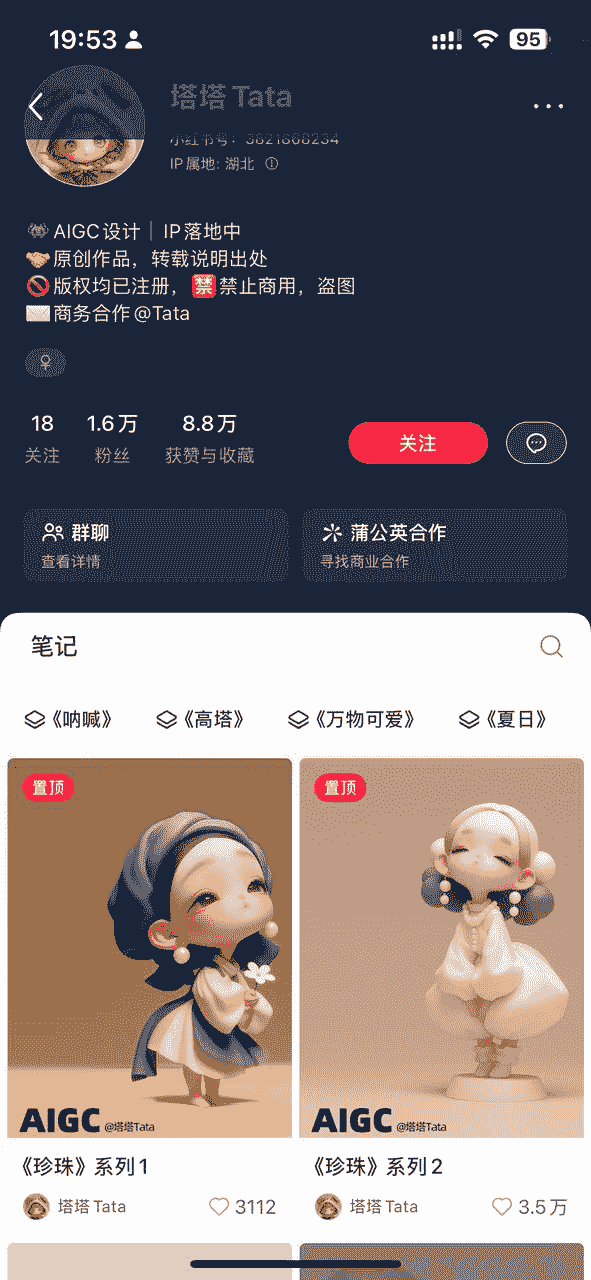 19:53
95
塔塔 Tata
小红书号：3821868234
IP属地: 湖北
AIGC设计｜IP落地中
原创作品，转载说明出处
版权均已注册，禁禁止商用，盗图
商务合作@Tata
18 1.6万 8.8万
关注 粉丝 获赞与收藏
关注
群聊
查看详情
蒲公英合作
寻找商业合作
笔记
《呐喊》 《高塔》 《万物可爱》 《夏日》
置顶
置顶
AIGC @塔塔Tata
AIGC @塔塔Tata
《珍珠》系列1
塔塔 Tata 3112
《珍珠》系列2
塔塔 Tata 3.5万